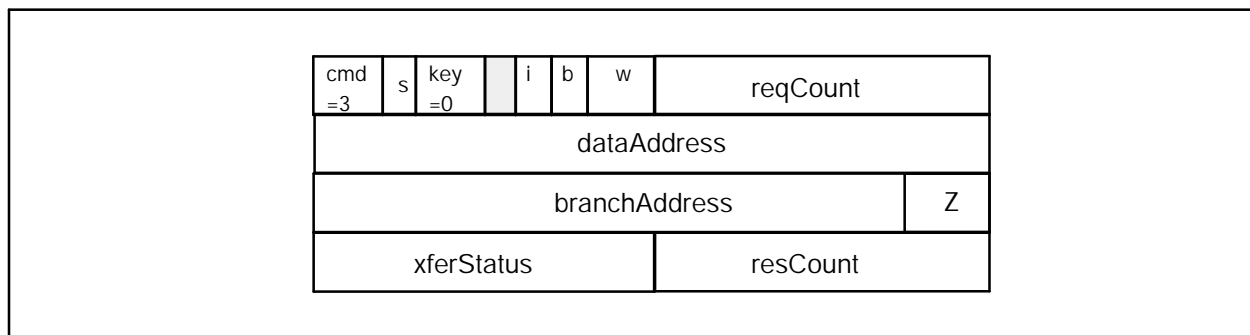 cmd =3 s key =0 i b w reqCount
dataAddress
branchAddress Z
xferStatus resCount